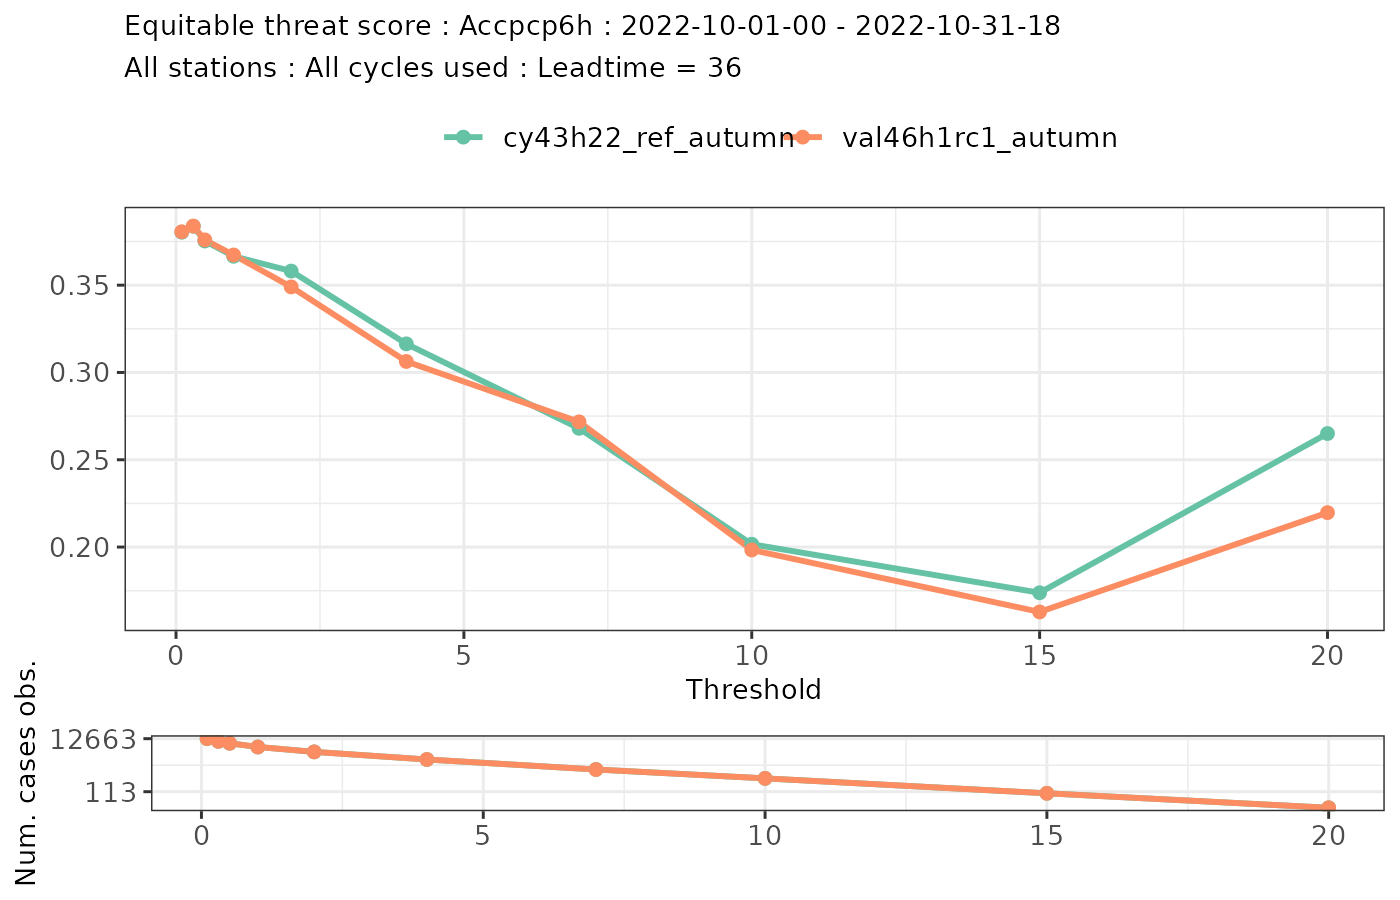 Equitable threat score : Accpcp6h : 2022-10-01-00 - 2022-10-31-18
All stations : All cycles used : Leadtime = 36
cy43h22_ref_autumn val46h1rc1_autumn
0.35
0.30
0.25
0.20
0 5 10 15 20
Threshold
Num. cases obs.
12663
113
0 5 10 15 20